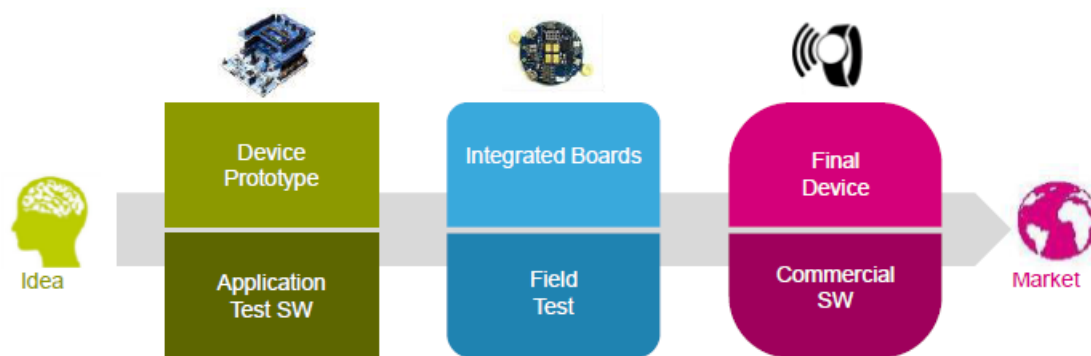 Device
Prototype
Integrated Boards
Final
Device
Idea
Application
Test SW
Field
Test
Commercial
SW
Market